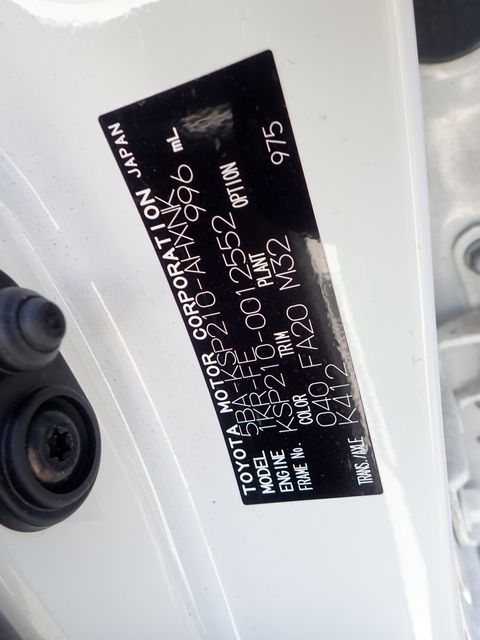 TOYOTA MOTOR CORPORATION JAPAN
MODEL 5BA-KSP210-AHXNK
ENGINE 1KR-FE 996 mL
FRAME No. KSP210-0012552
COLOR TRIM PLANT OPTION
040 FA20 M32 975
TRANS./AXLE K412